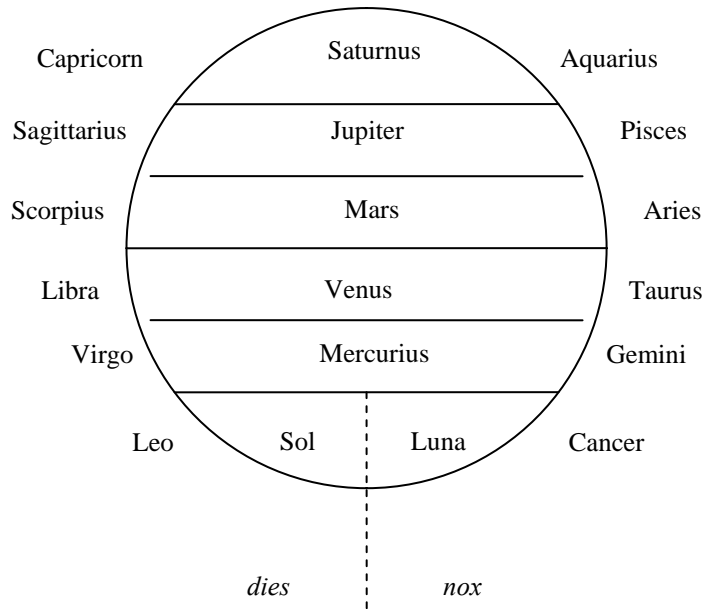 Capricorn Saturnus Aquarius
Sagittarius Jupiter Pisces
Scorpius Mars Aries
Libra Venus Taurus
Virgo Mercurius Gemini
Leo Sol Luna Cancer
dies nox